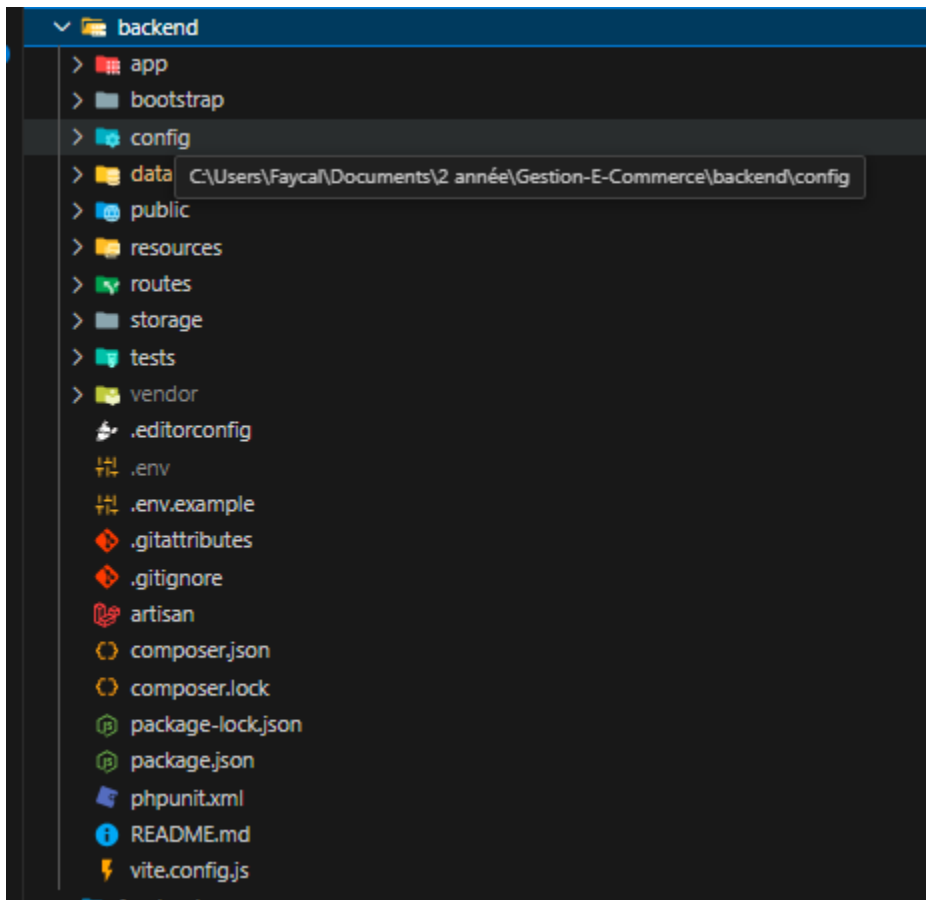 backend
app
bootstrap
config
data
C:\Users\Faycal\Documents\2 année\Gestion-E-Commerce\backend\config
public
resources
routes
storage
tests
vendor
.editorconfig
.env
.env.example
.gitattributes
.gitignore
artisan
composer.json
composer.lock
package-lock.json
package.json
phpunit.xml
README.md
vite.config.js